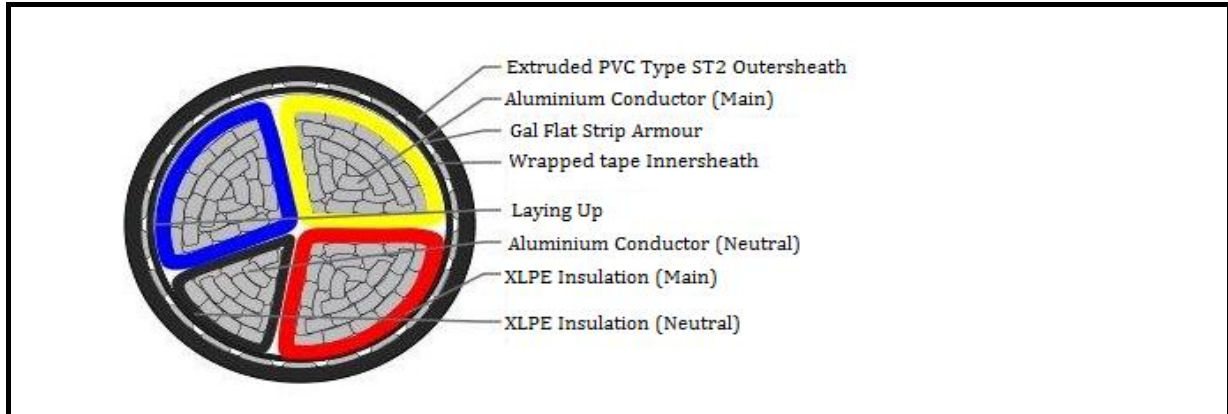 Extruded PVC Type ST2 Outersheath
Aluminium Conductor (Main)
Gal Flat Strip Armour
Wrapped tape Innersheath
Laying Up
Aluminium Conductor (Neutral)
XLPE Insulation (Main)
XLPE Insulation (Neutral)